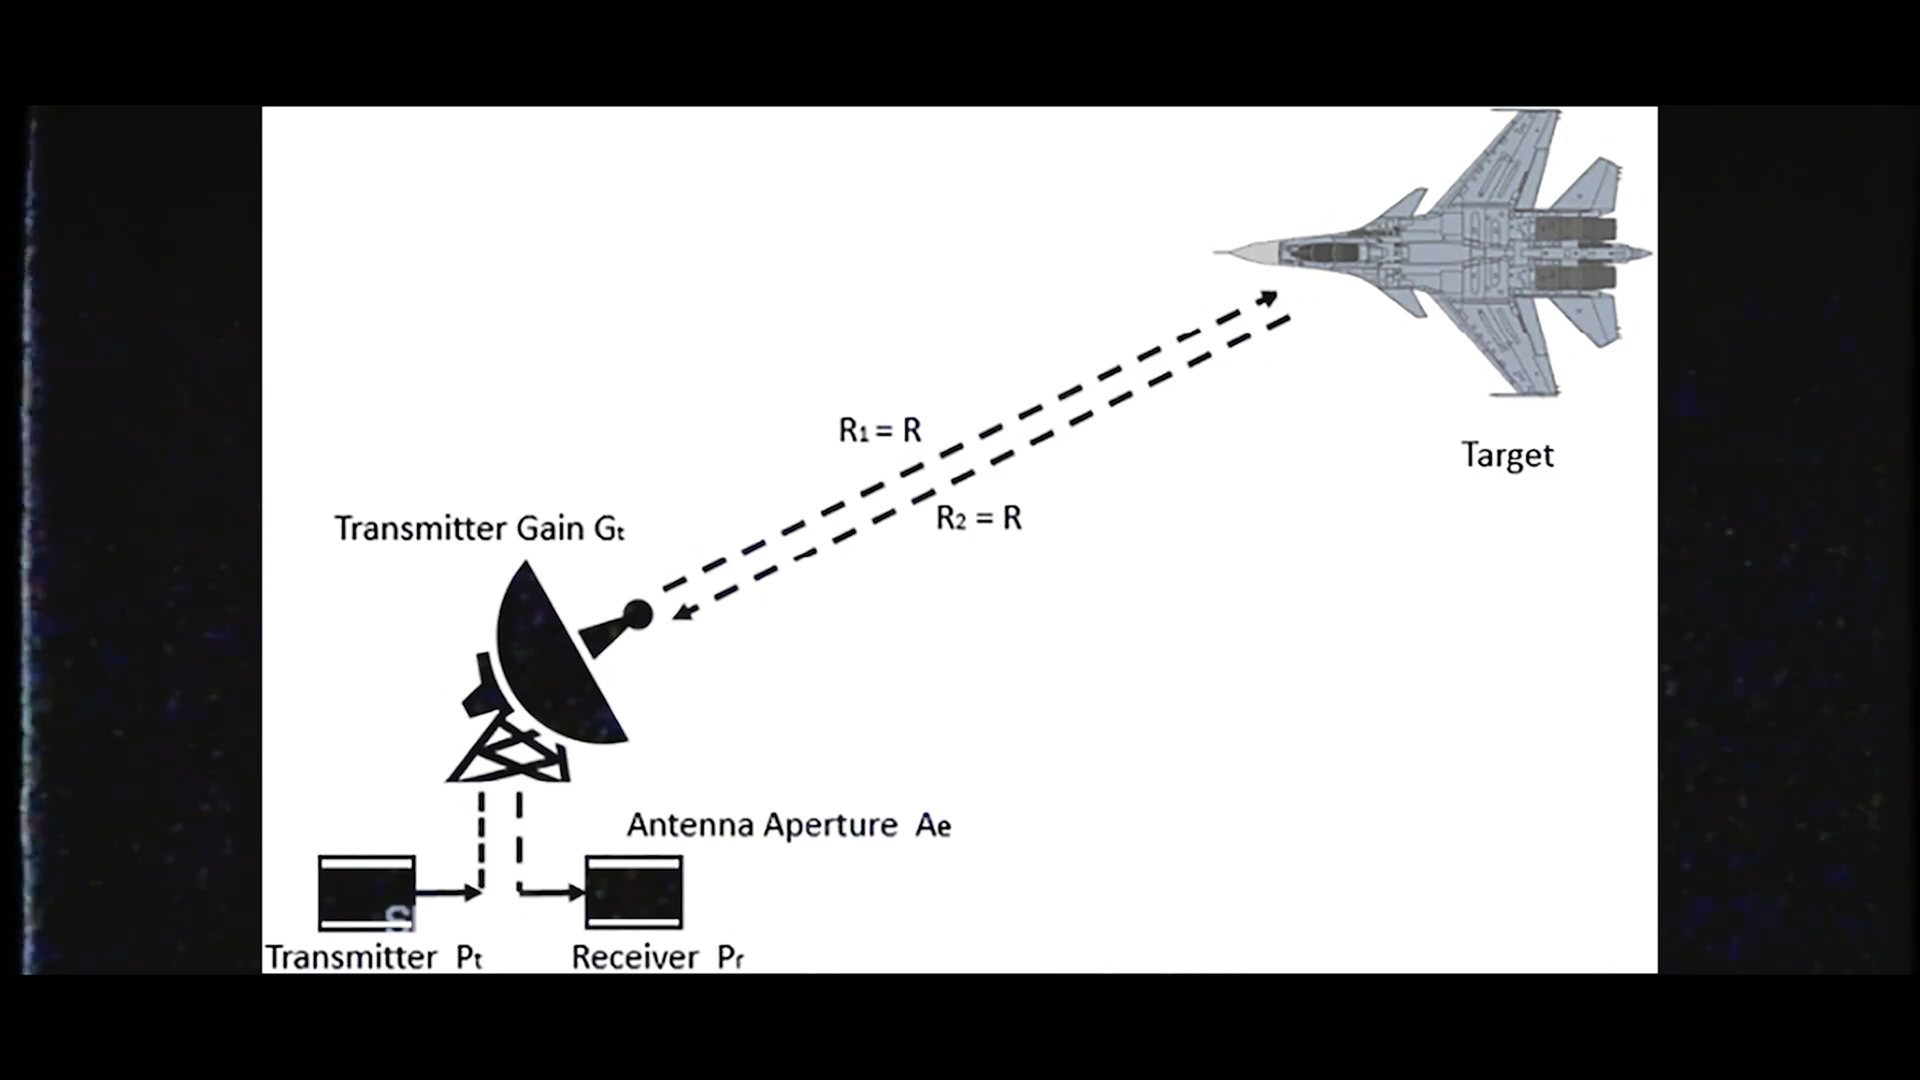 R₁ = R
Target
R₂ = R
Transmitter Gain Gt
Antenna Aperture Ae
S
Transmitter Pt
Receiver Pr